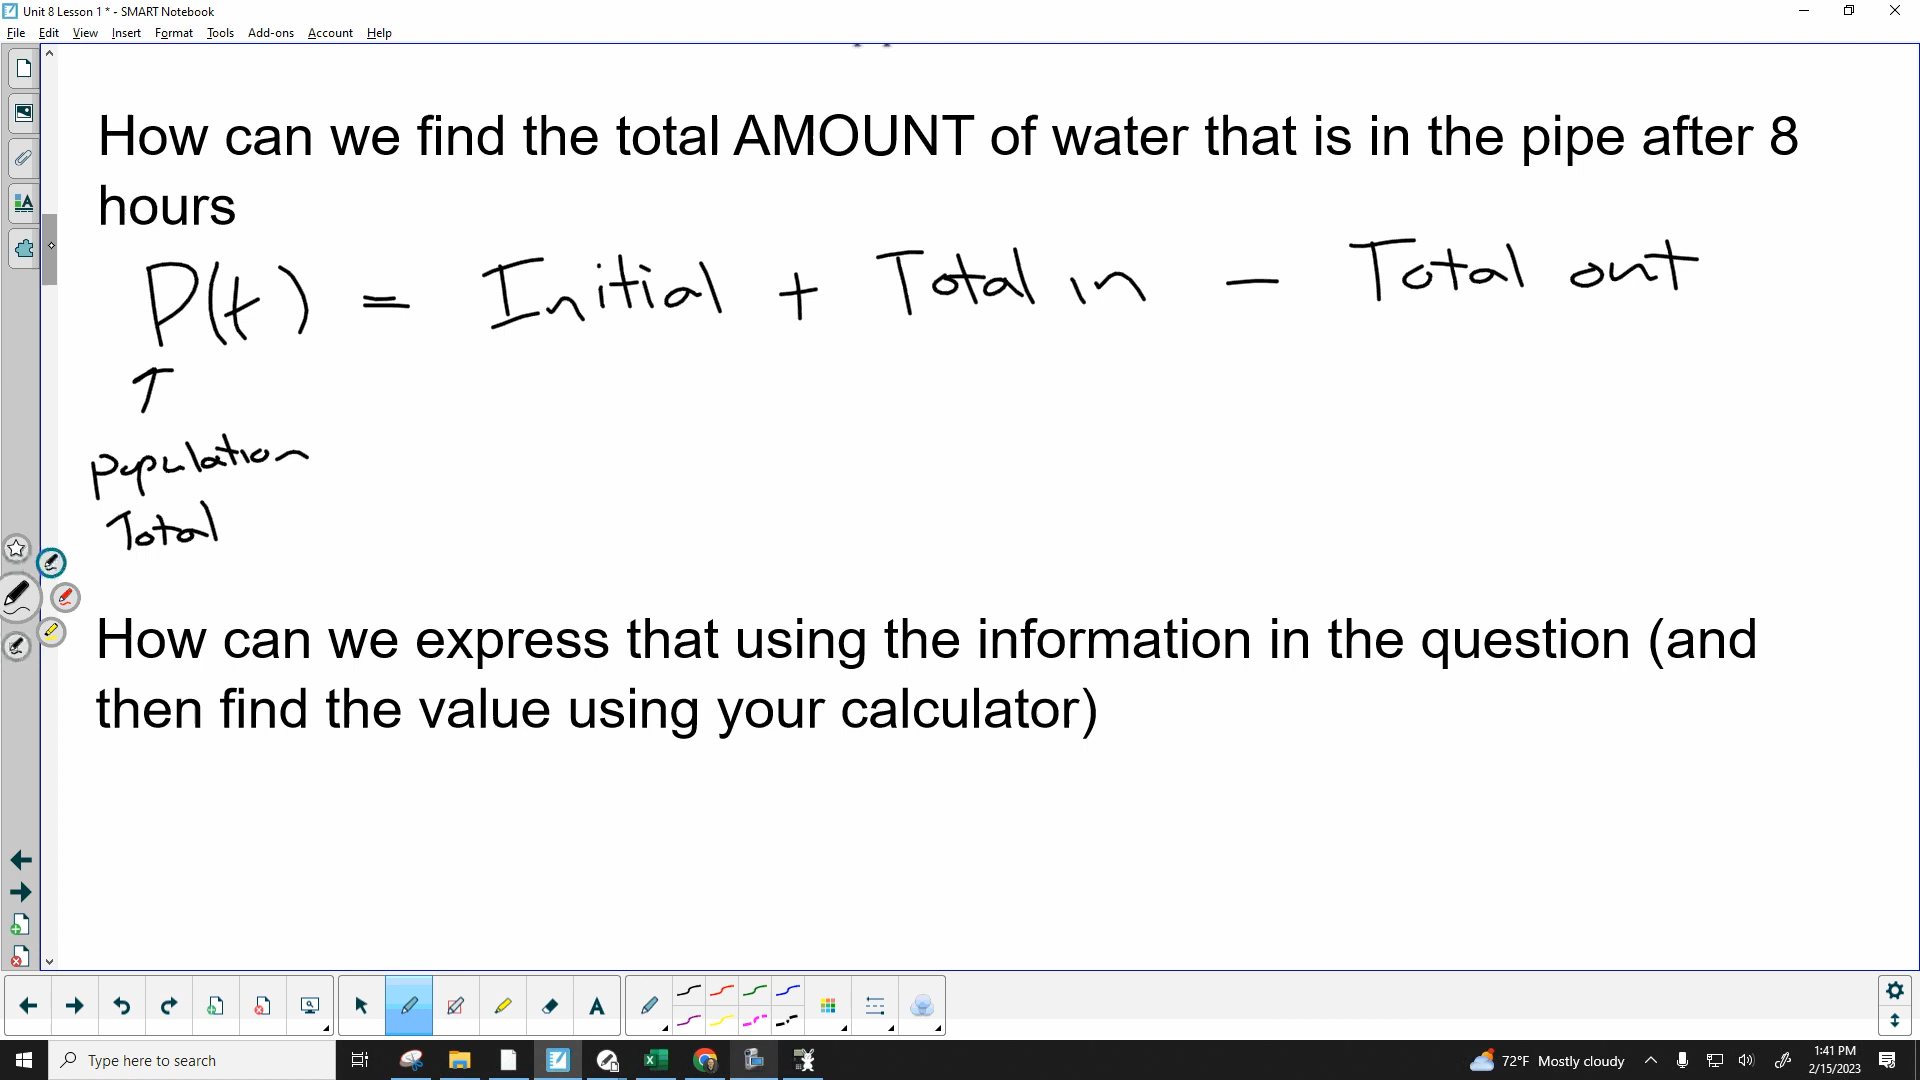 Unit 8 Lesson 1 * - SMART Notebook
File Edit View Insert Format Tools Add-ons Account Help
How can we find the total AMOUNT of water that is in the pipe after 8
hours
P(t) = Initial + Total in - Total out
↑
population
Total
How can we express that using the information in the question (and
then find the value using your calculator)
Type here to search
72°F Mostly cloudy
1:41 PM
2/15/2023